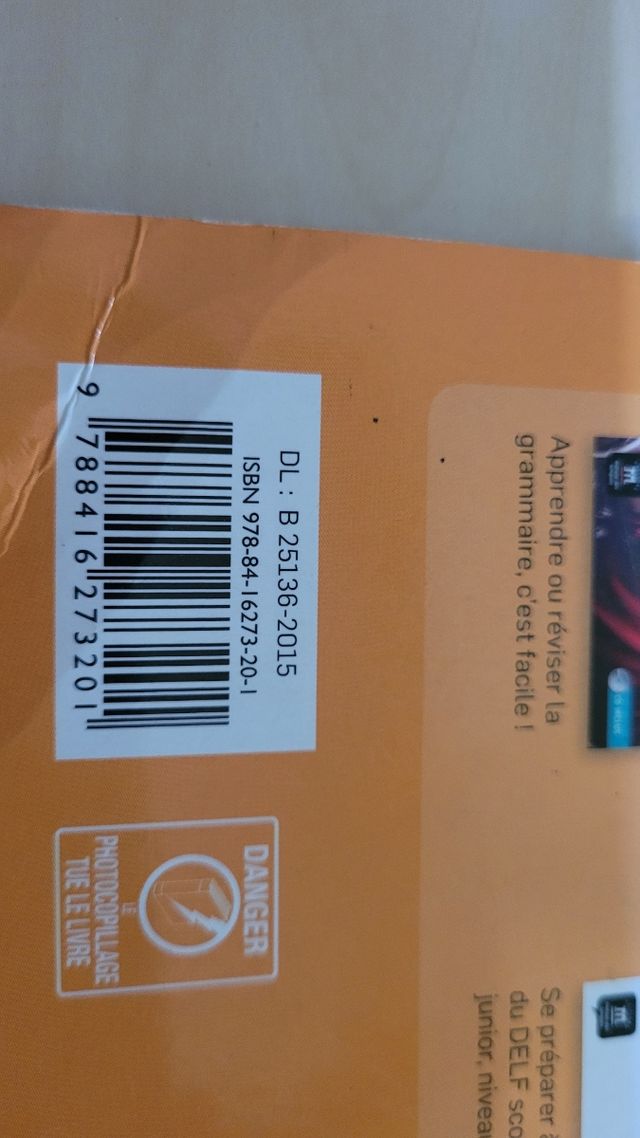 Apprendre ou réviser la
grammaire, c'est facile !
DL : B 25136-2015
ISBN 978-84-16273-20-1
9 788416 273201
Se préparer
du DELF sco
junior, nivea
DANGER
LE
PHOTOCOPILLAGE
TUE LE LIVRE